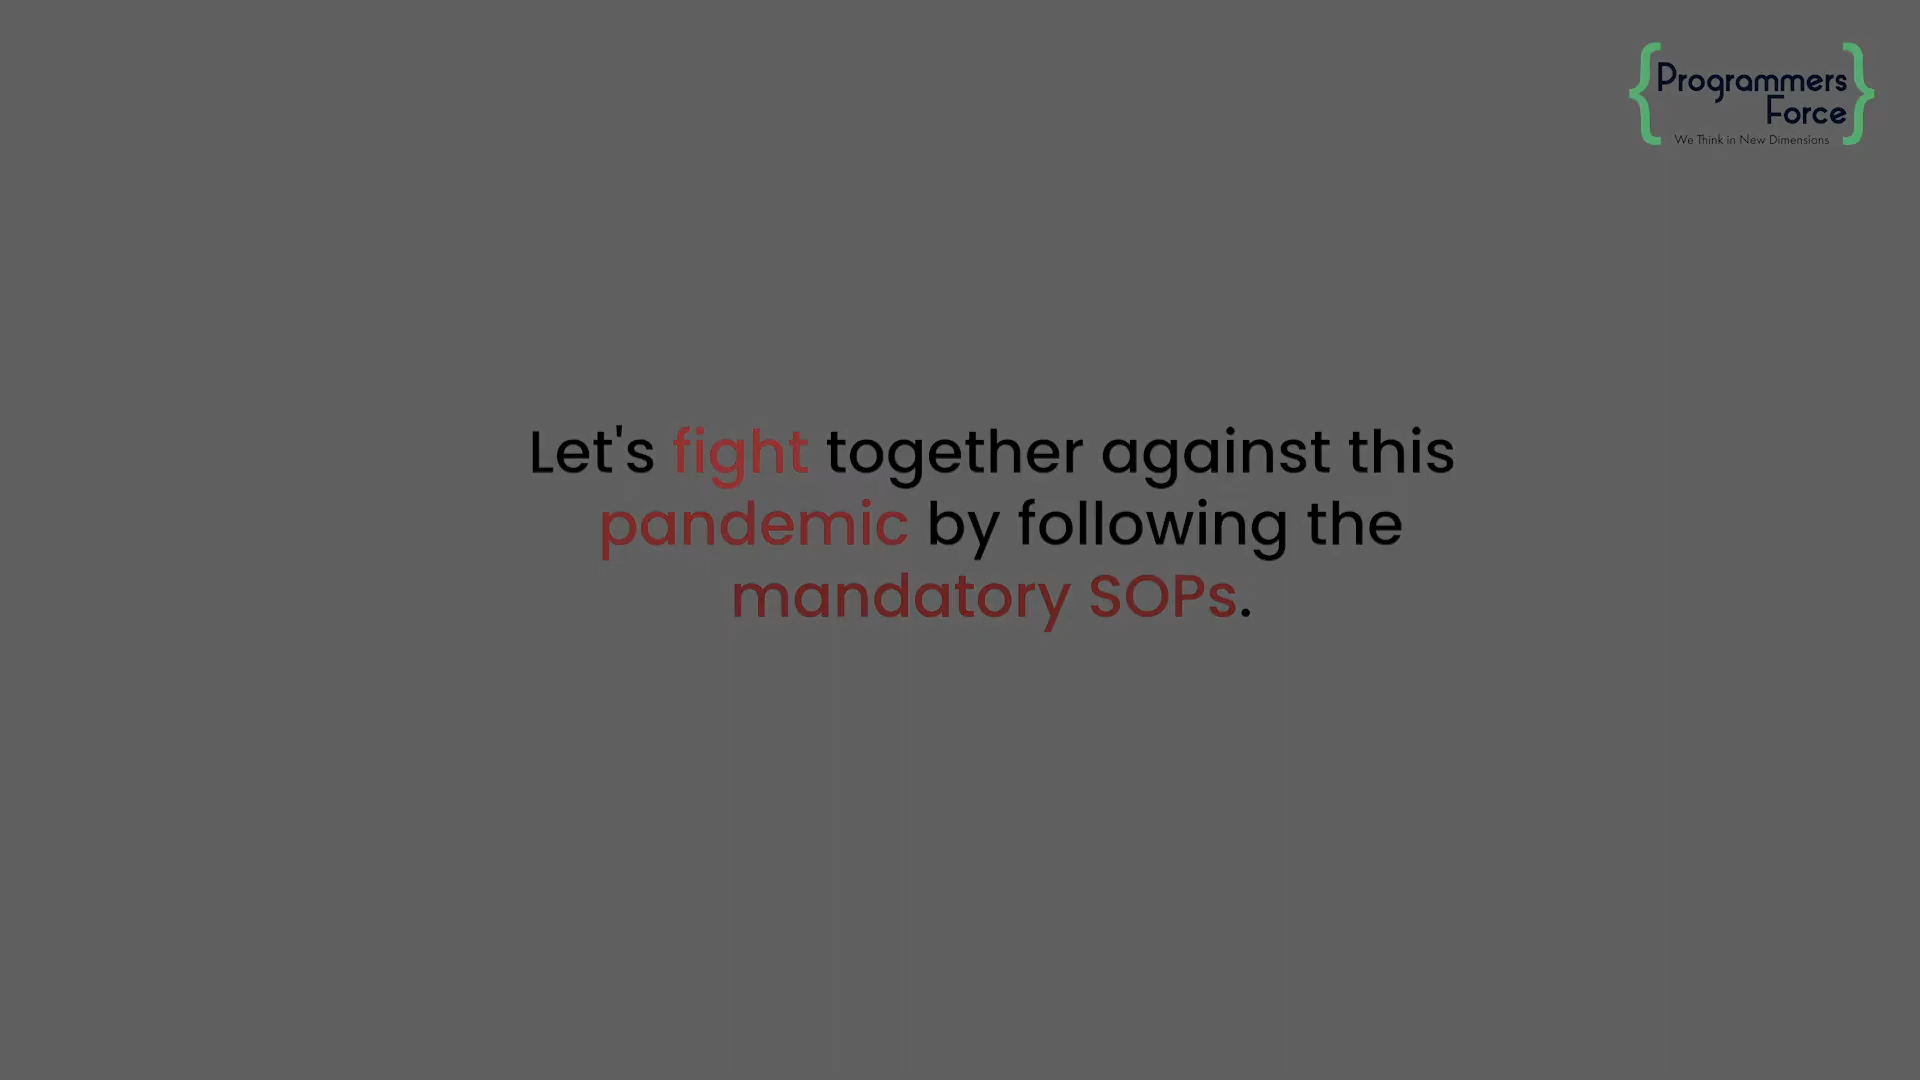 Programmers
Force
We Think in New Dimensions
Let's fight together against this
pandemic by following the
mandatory SOPs.